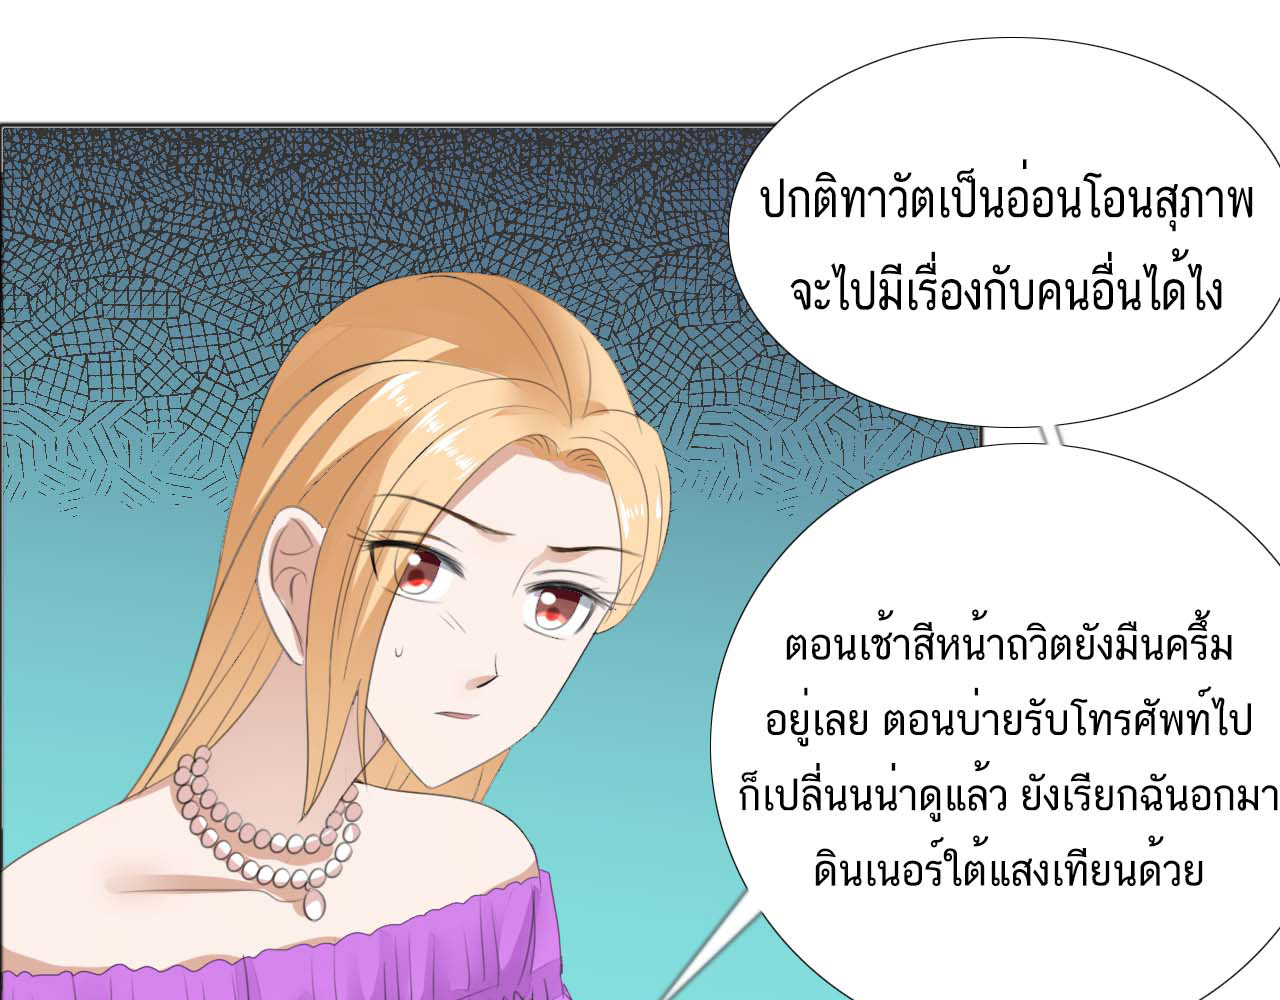 ปกติทาวัตเป็นอ่อนโอนสุภาพ
จะไปมีเรื่องกับคนอื่นได้ไง
ตอนเช้าสีหน้าถวิตยังมืนครึ้ม
อยู่เลย ตอนบ่ายรับโทรศัพท์ไป
ก็เปลี่นนน่าดูแล้ว ยังเรียกฉันอกมา
ดินเนอร์ใต้แสงเทียนด้วย